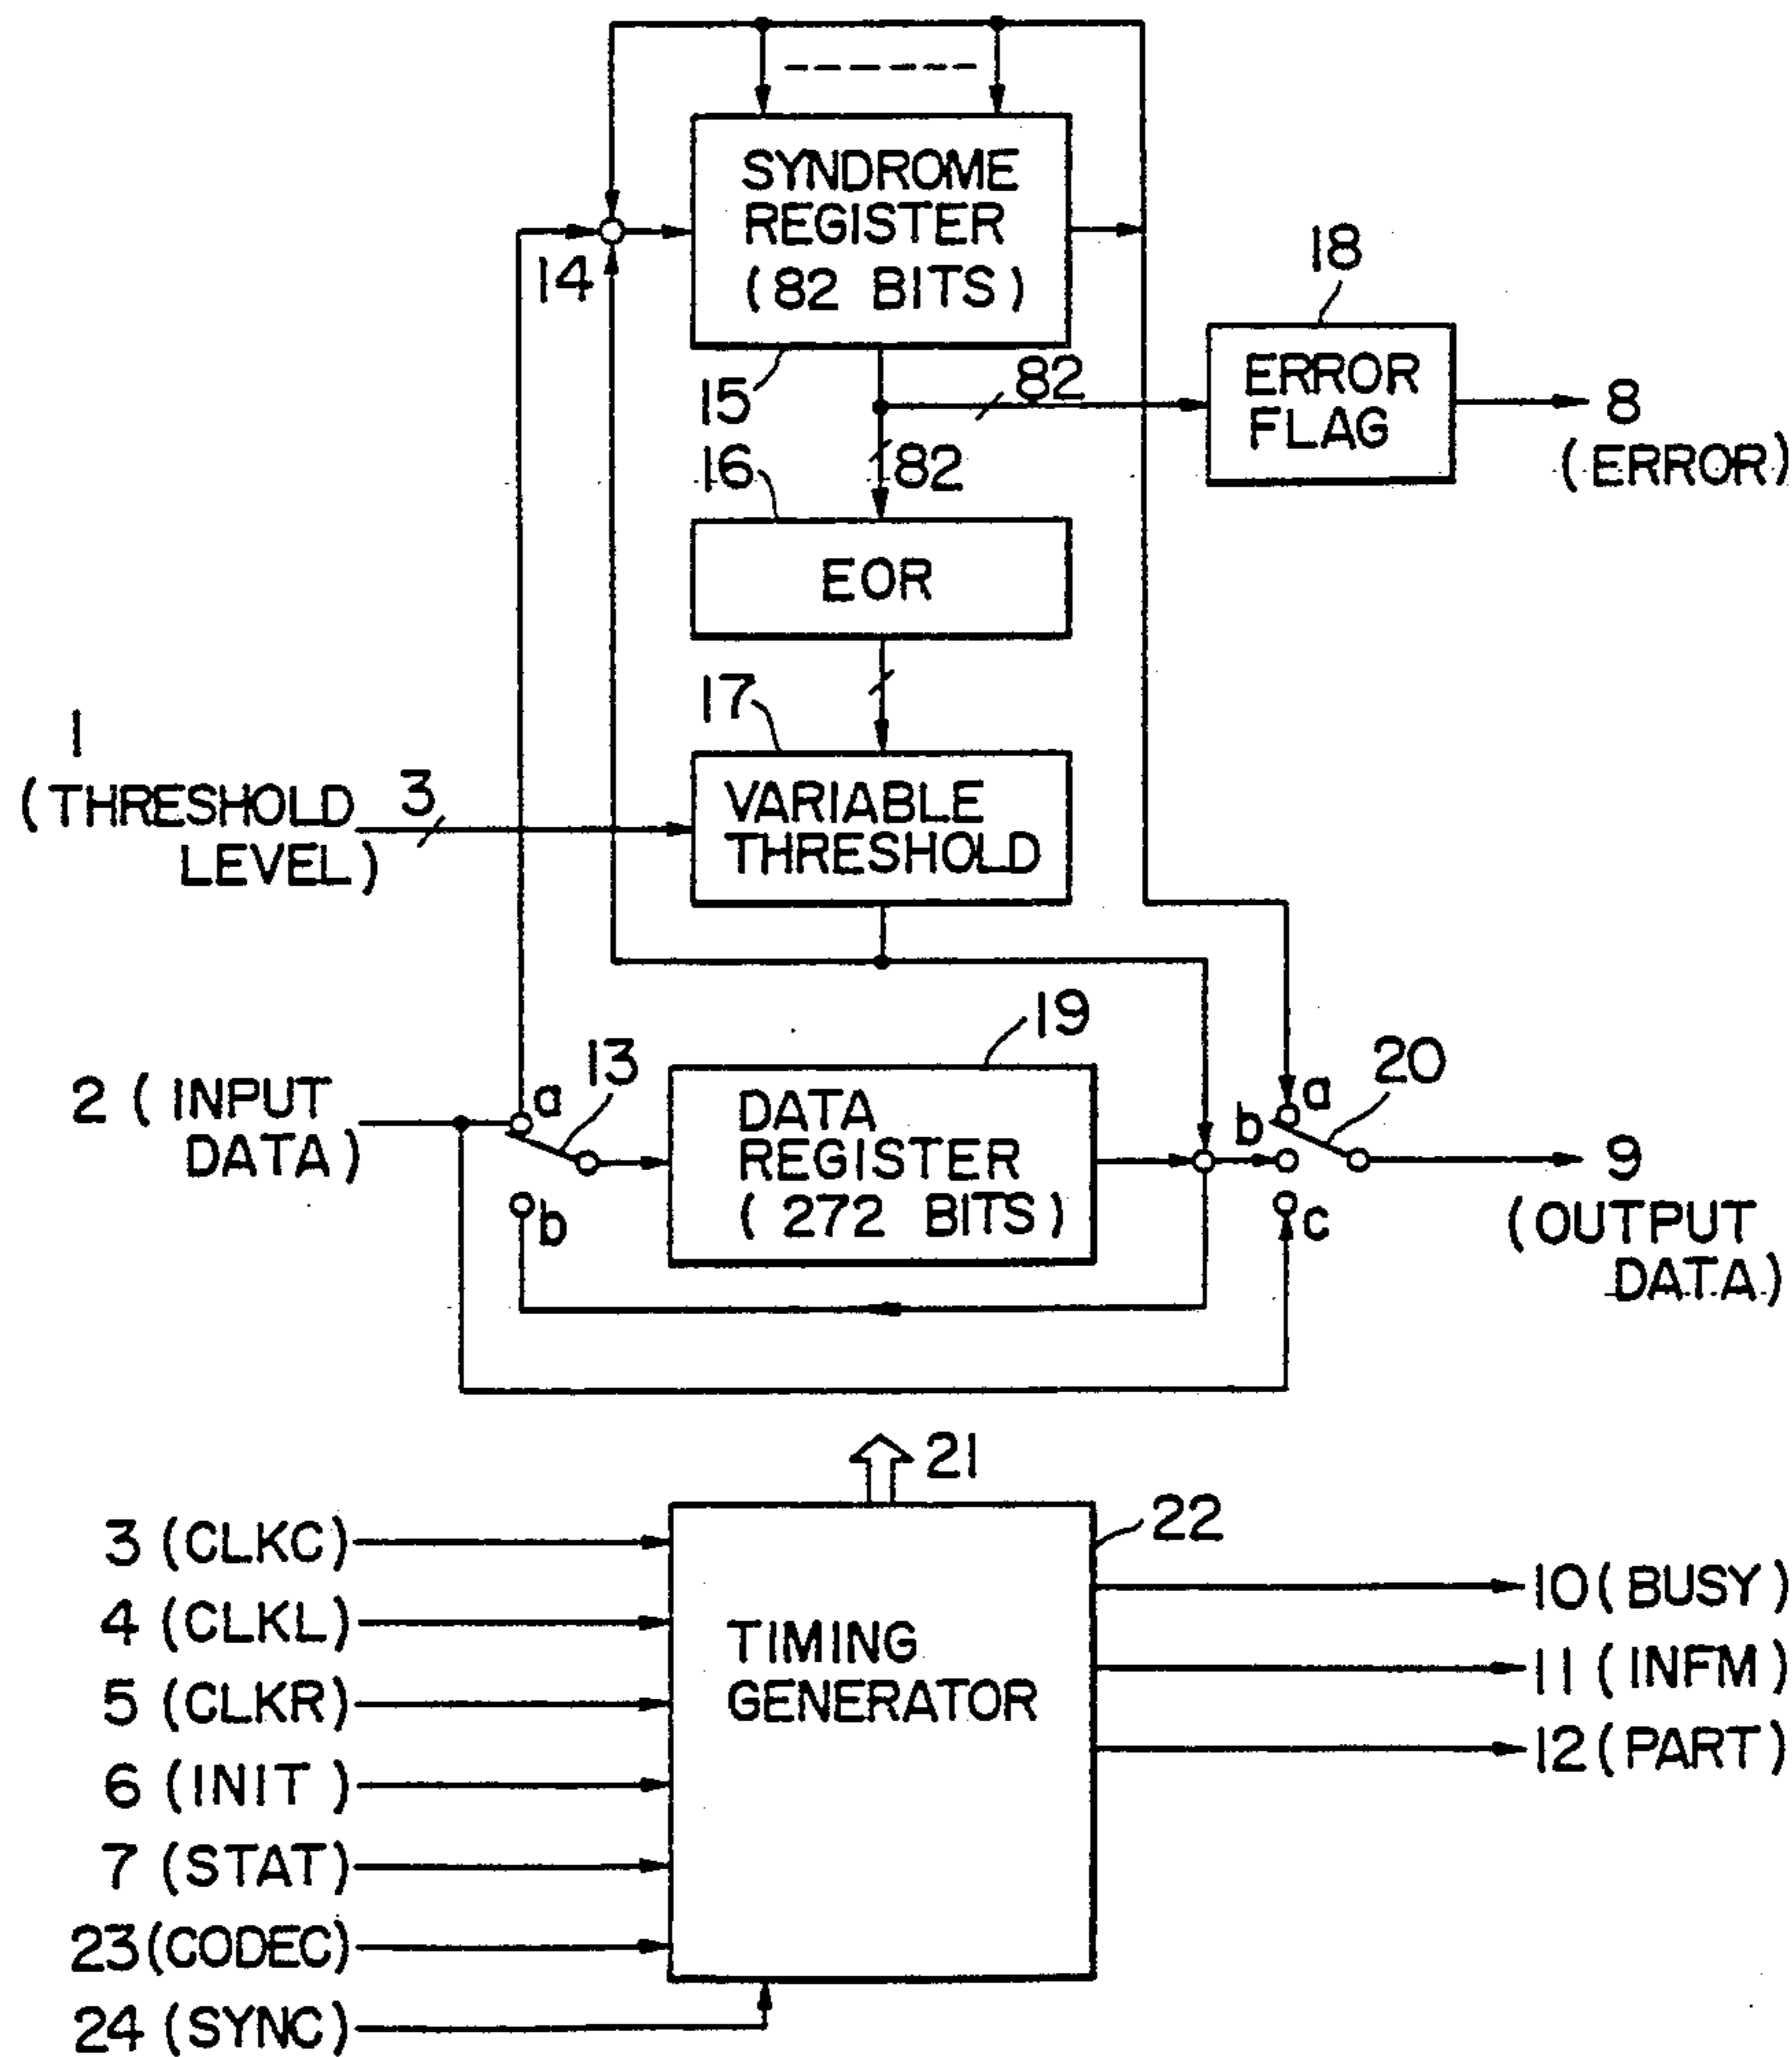 SYNDROME
REGISTER
(82 BITS)
14
18
15
82
ERROR
FLAG
8
(ERROR)
16
82
EOR
17
1
(THRESHOLD
LEVEL)
3
VARIABLE
THRESHOLD
19
2 (INPUT
DATA)
a
13
DATA
REGISTER
(272 BITS)
b
a
20
b
c
9
(OUTPUT
DATA)
21
22
3 (CLKC)
4 (CLKL)
5 (CLKR)
6 (INIT)
7 (STAT)
23 (CODEC)
24 (SYNC)
TIMING
GENERATOR
10 (BUSY)
11 (INFM)
12 (PART)